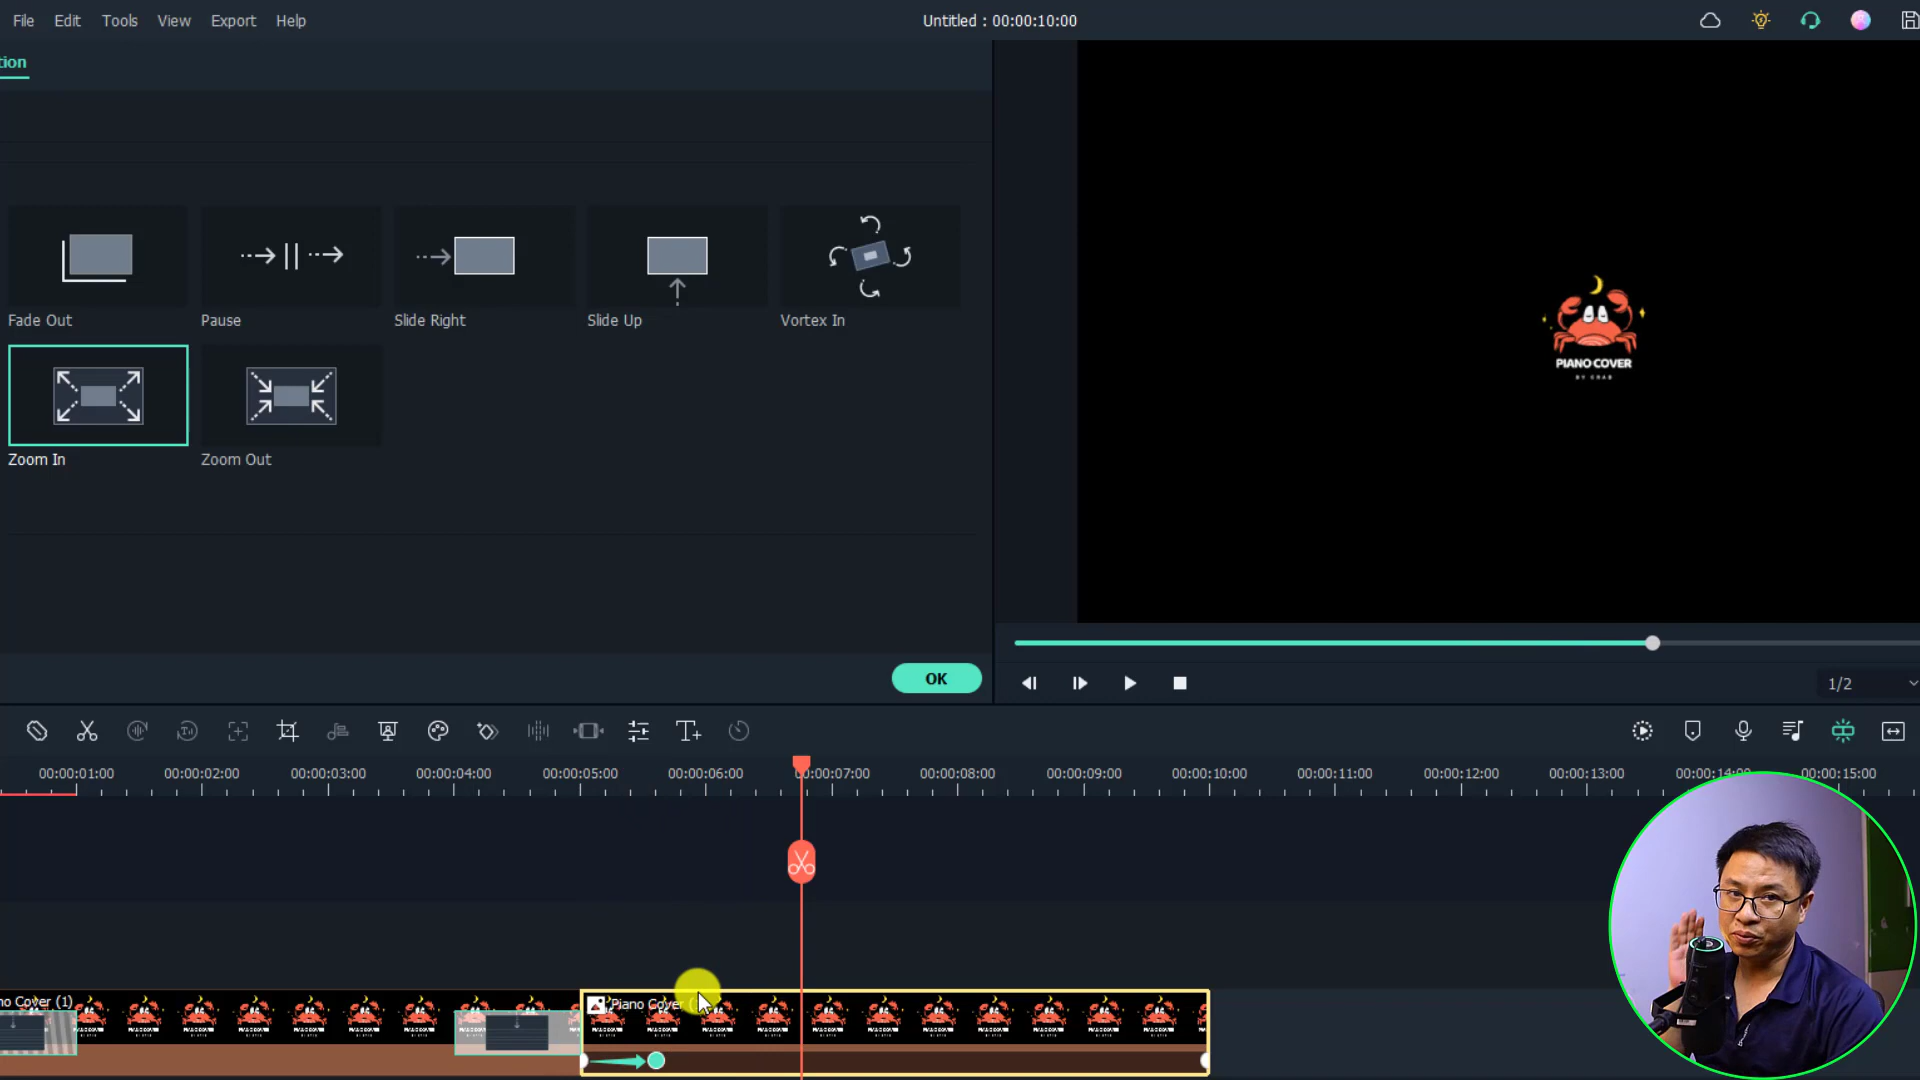 File Edit Tools View Export Help
Untitled : 00:00:10:00
tion
Fade Out
Pause
Slide Right
Slide Up
Vortex In
Zoom In
Zoom Out
PIANO COVER
BY CRAB
OK
1/2
00:00:01:00 00:00:02:00 00:00:03:00 00:00:04:00 00:00:05:00 00:00:06:00 00:00:07:00 00:00:08:00 00:00:09:00 00:00:10:00 00:00:11:00 00:00:12:00 00:00:13:00 00:00:14:00 00:00:15:00
no Cover (1)
Piano Cover (